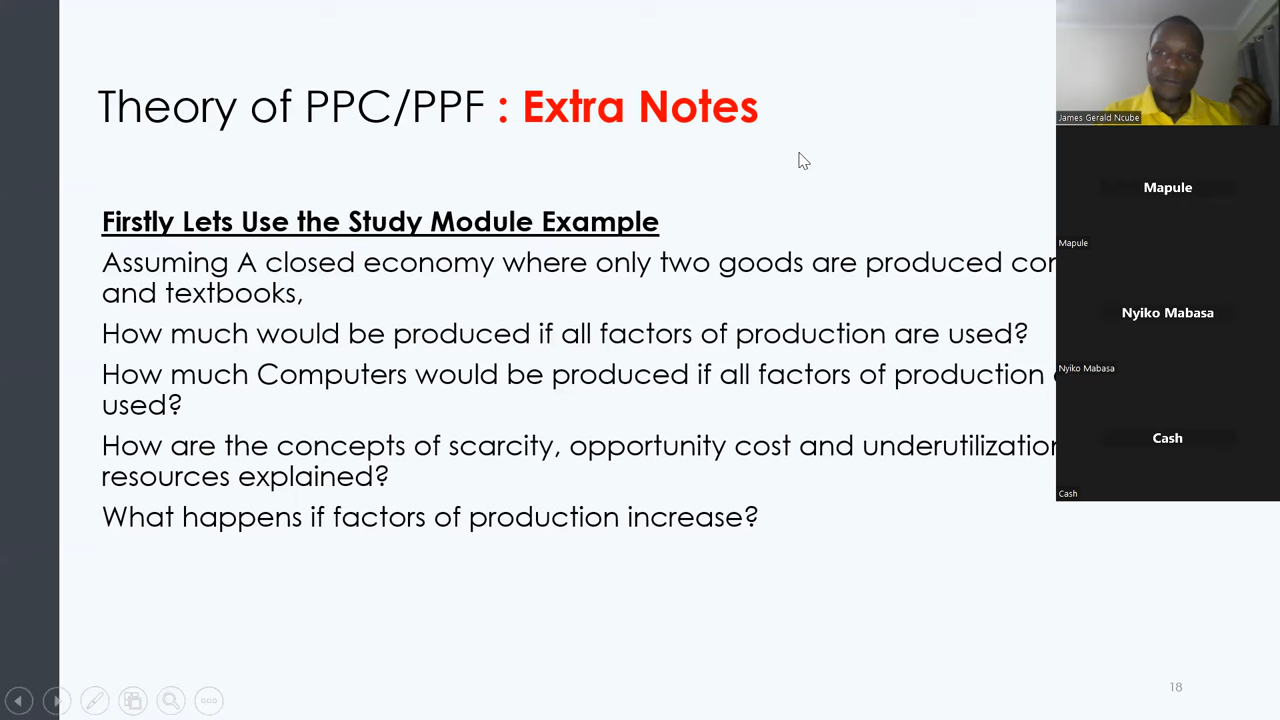 Theory of PPC/PPF : Extra Notes
James Gerald Ncube
Mapule
Mapule
Firstly Lets Use the Study Module Example
Assuming A closed economy where only two goods are produced
and textbooks,
Nyiko Mabasa
How much would be produced if all factors of production are used?
Nyiko Mabasa
How much Computers would be produced if all factors of production
used?
Cash
How are the concepts of scarcity, opportunity cost and underutilization
resources explained?
Cash
What happens if factors of production increase?
18